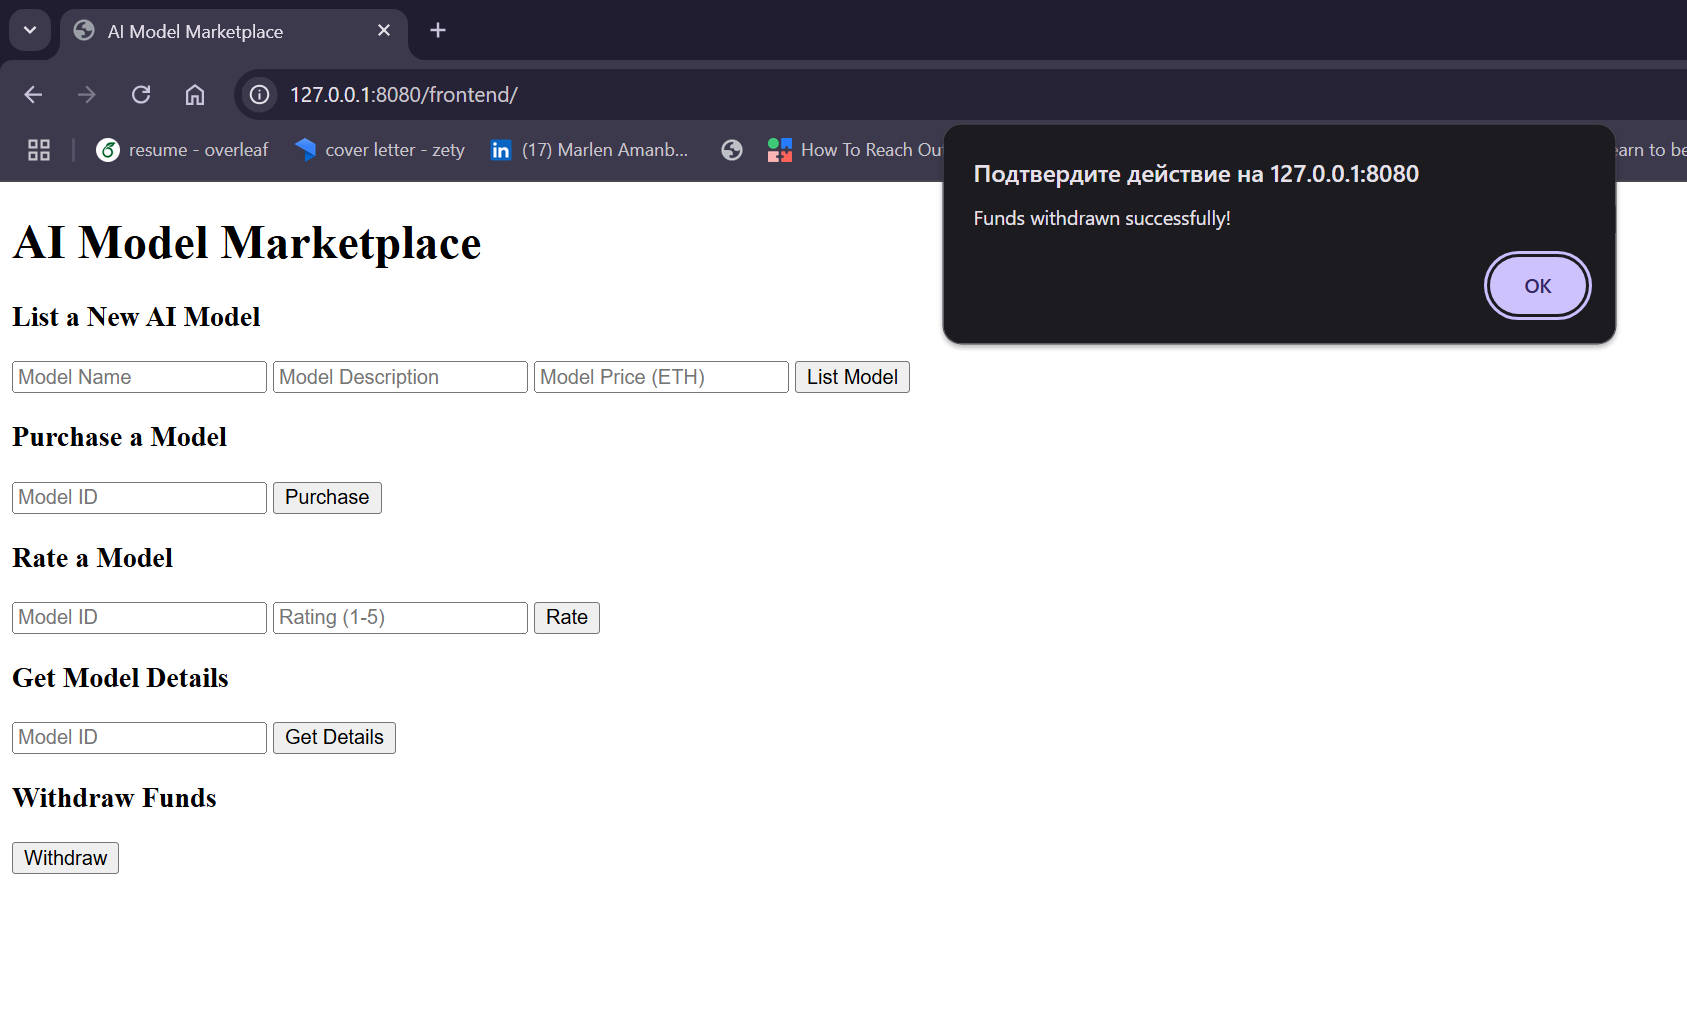 AI Model Marketplace
127.0.0.1:8080/frontend/
resume - overleaf
cover letter - zety
in (17) Marlen Amanb...
How To Reach Ou
earn to be
Подтвердите действие на 127.0.0.1:8080
Funds withdrawn successfully!
OK
AI Model Marketplace
List a New AI Model
Model Name Model Description Model Price (ETH) List Model
Purchase a Model
Model ID Purchase
Rate a Model
Model ID Rating (1-5) Rate
Get Model Details
Model ID Get Details
Withdraw Funds
Withdraw